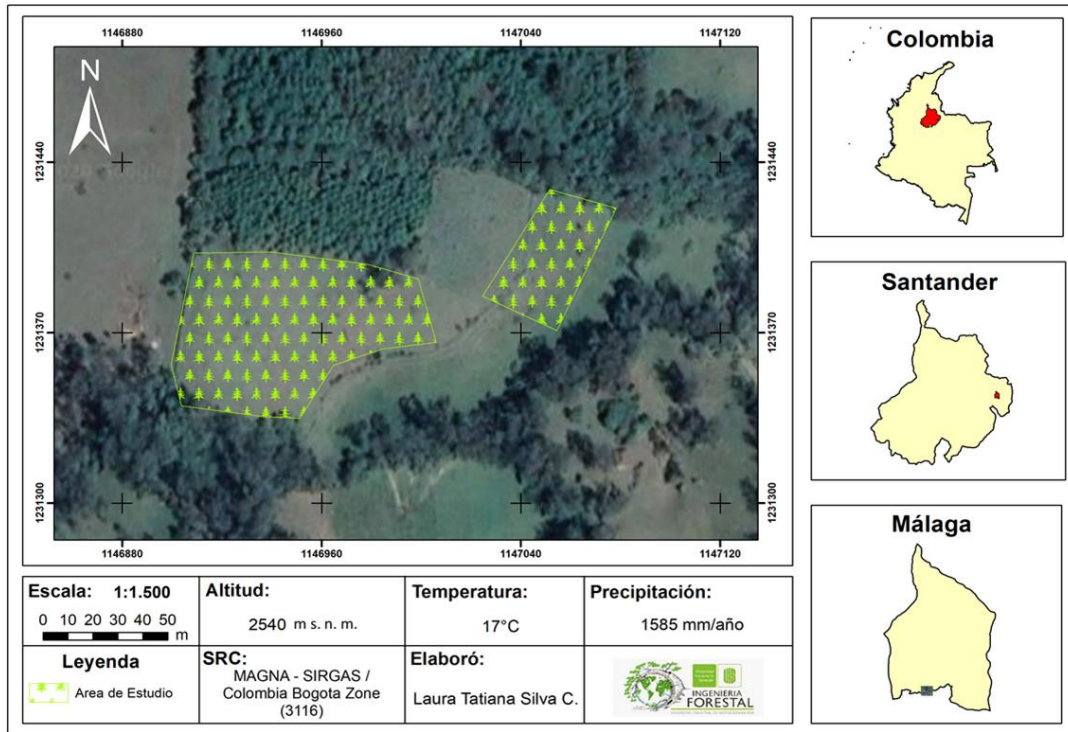 1146880 1146960 1147040 1147120
N
1231440 1231440
1231370 1231370
1231300 1231300
1146880 1146960 1147040 1147120
Colombia
Santander
Málaga
Escala: 1:1.500
0 10 20 30 40 50
m
Altitud:
2540 m s. n. m.
Temperatura:
17°C
Precipitación:
1585 mm/año
Leyenda
Area de Estudio
SRC:
MAGNA - SIRGAS /
Colombia Bogota Zone
(3116)
Elaboró:
Laura Tatiana Silva C.
INGENIERIA
FORESTAL